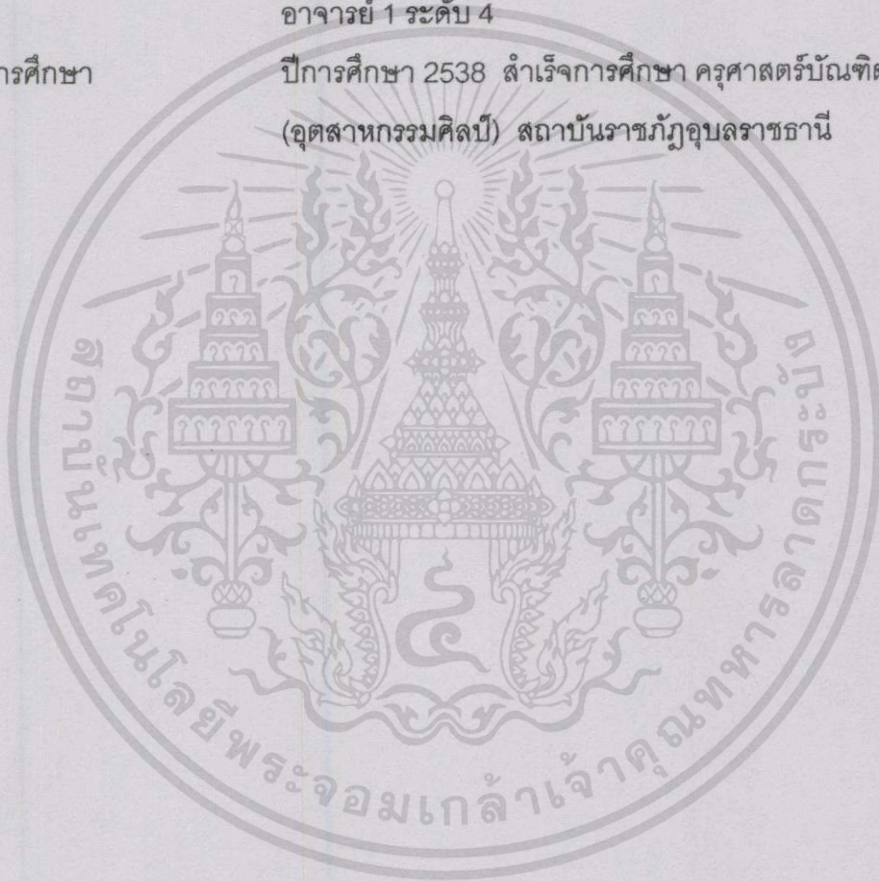 อาจารย์ 1 ระดับ 4
ารศึกษา ปีการศึกษา 2538 สำเร็จการศึกษา ครุศาสตร์บัณฑิต
(อุตสาหกรรมศิลป์) สถาบันราชภัฏอุบลราชธานี
สถาบันเทคโนโลยีพระจอมเกล้าเจ้าคุณทหารลาดกระบัง
๔